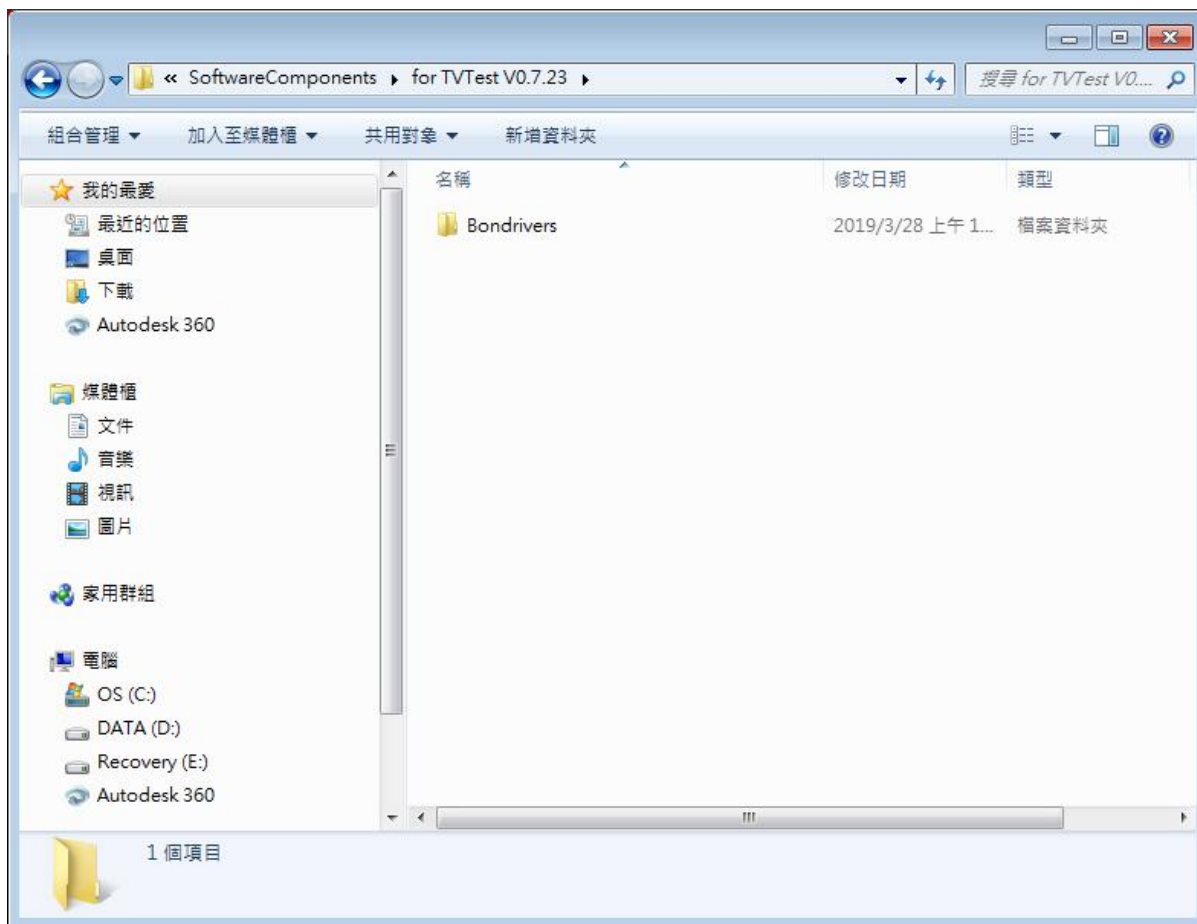 « SoftwareComponents ▸ for TVTest V0.7.23 ▸
搜尋 for TVTest V0....
組合管理 ▼ 加入至媒體櫃 ▼ 共用對象 ▼ 新增資料夾
名稱 修改日期 類型
Bondrivers 2019/3/28 上午 1... 檔案資料夾
我的最愛
最近的位置
桌面
下載
Autodesk 360
媒體櫃
文件
音樂
視訊
圖片
家用群組
電腦
OS (C:)
DATA (D:)
Recovery (E:)
Autodesk 360
1 個項目